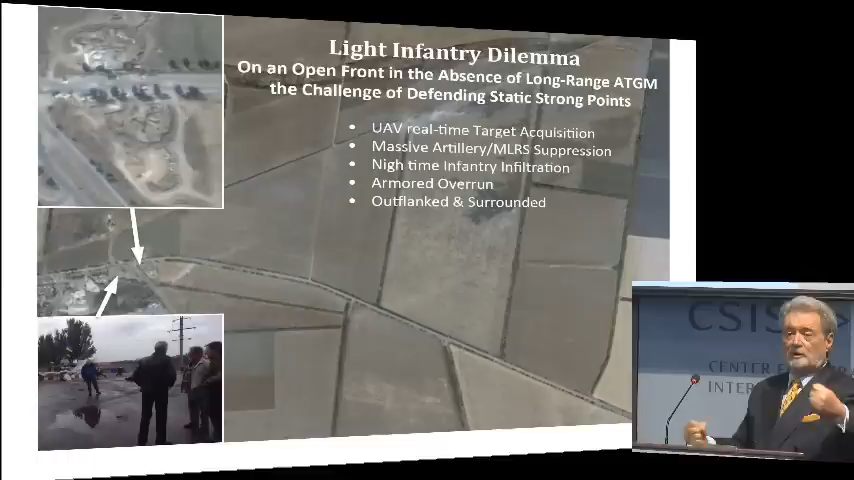 Light Infantry Dilemma
On an Open Front in the Absence of Long-Range ATGM
the Challenge of Defending Static Strong Points
• UAV real-time Target Acquisition
• Massive Artillery/MLRS Suppression
• Nigh time Infantry Infiltration
• Armored Overrun
• Outflanked & Surrounded
CSIS
CENTER
INTER